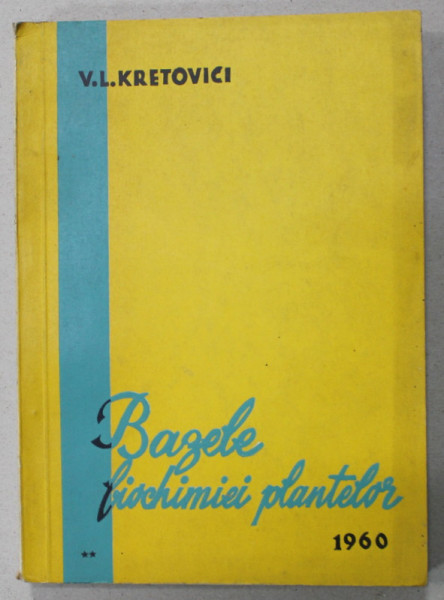 V.L.KRETOVICI
Bazele
biochimiei plantelor
1960
**